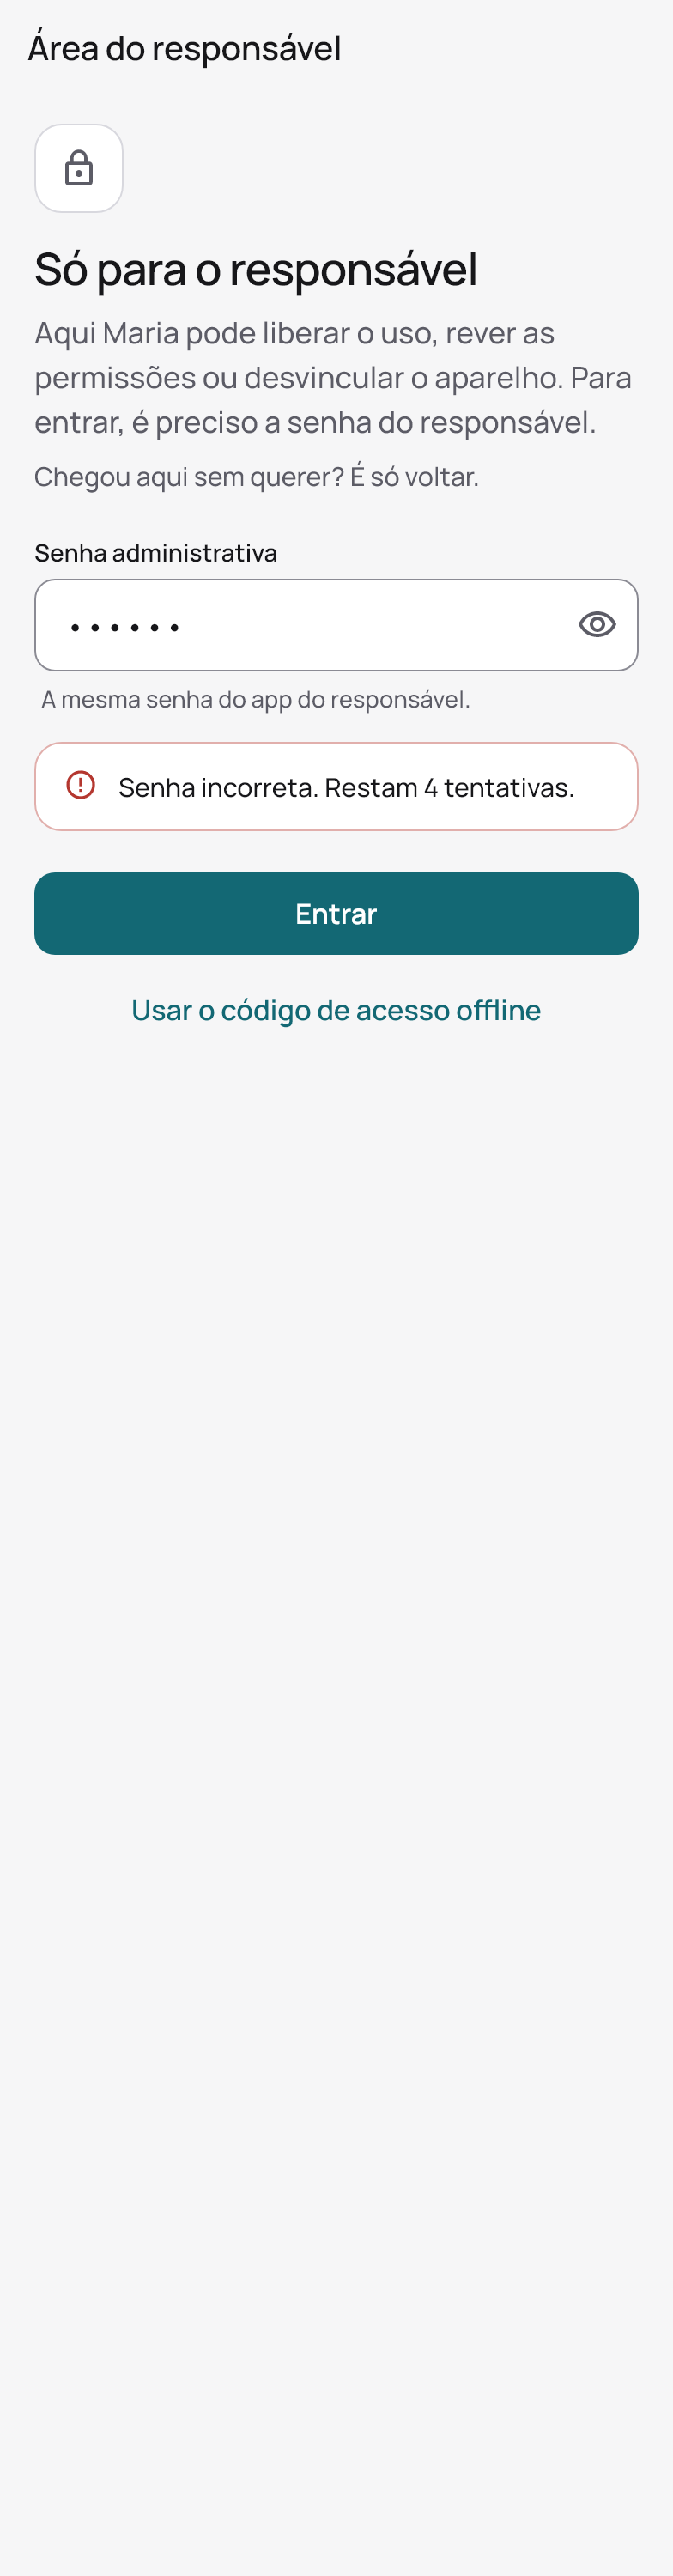 Área do responsável
Só para o responsável
Aqui Maria pode liberar o uso, rever as
permissões ou desvincular o aparelho. Para
entrar, é preciso a senha do responsável.
Chegou aqui sem querer? É só voltar.
Senha administrativa
••••••
A mesma senha do app do responsável.
Senha incorreta. Restam 4 tentativas.
Entrar
Usar o código de acesso offline